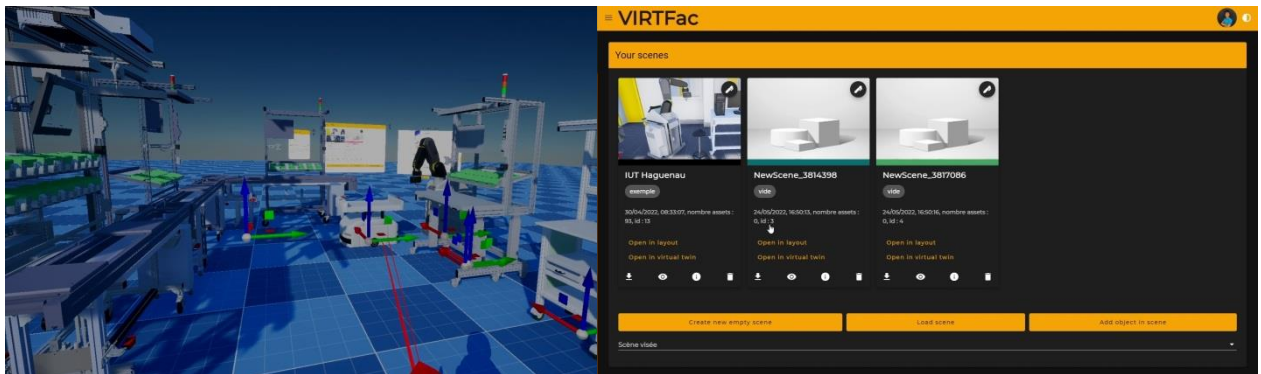 VIRTFac
Your scenes
IUT Haguenau
exemple
30/04/2022, 08:33:07, nombre assets :
93, id : 13
Open in layout
Open in virtual twin
NewScene_3814398
vide
24/05/2022, 16:50:13, nombre assets :
0, id : 3
Open in layout
Open in virtual twin
NewScene_3817086
vide
24/05/2022, 16:50:16, nombre assets :
0, id : 4
Open in layout
Open in virtual twin
Create new empty scene
Load scene
Add object in scene
Scène visée